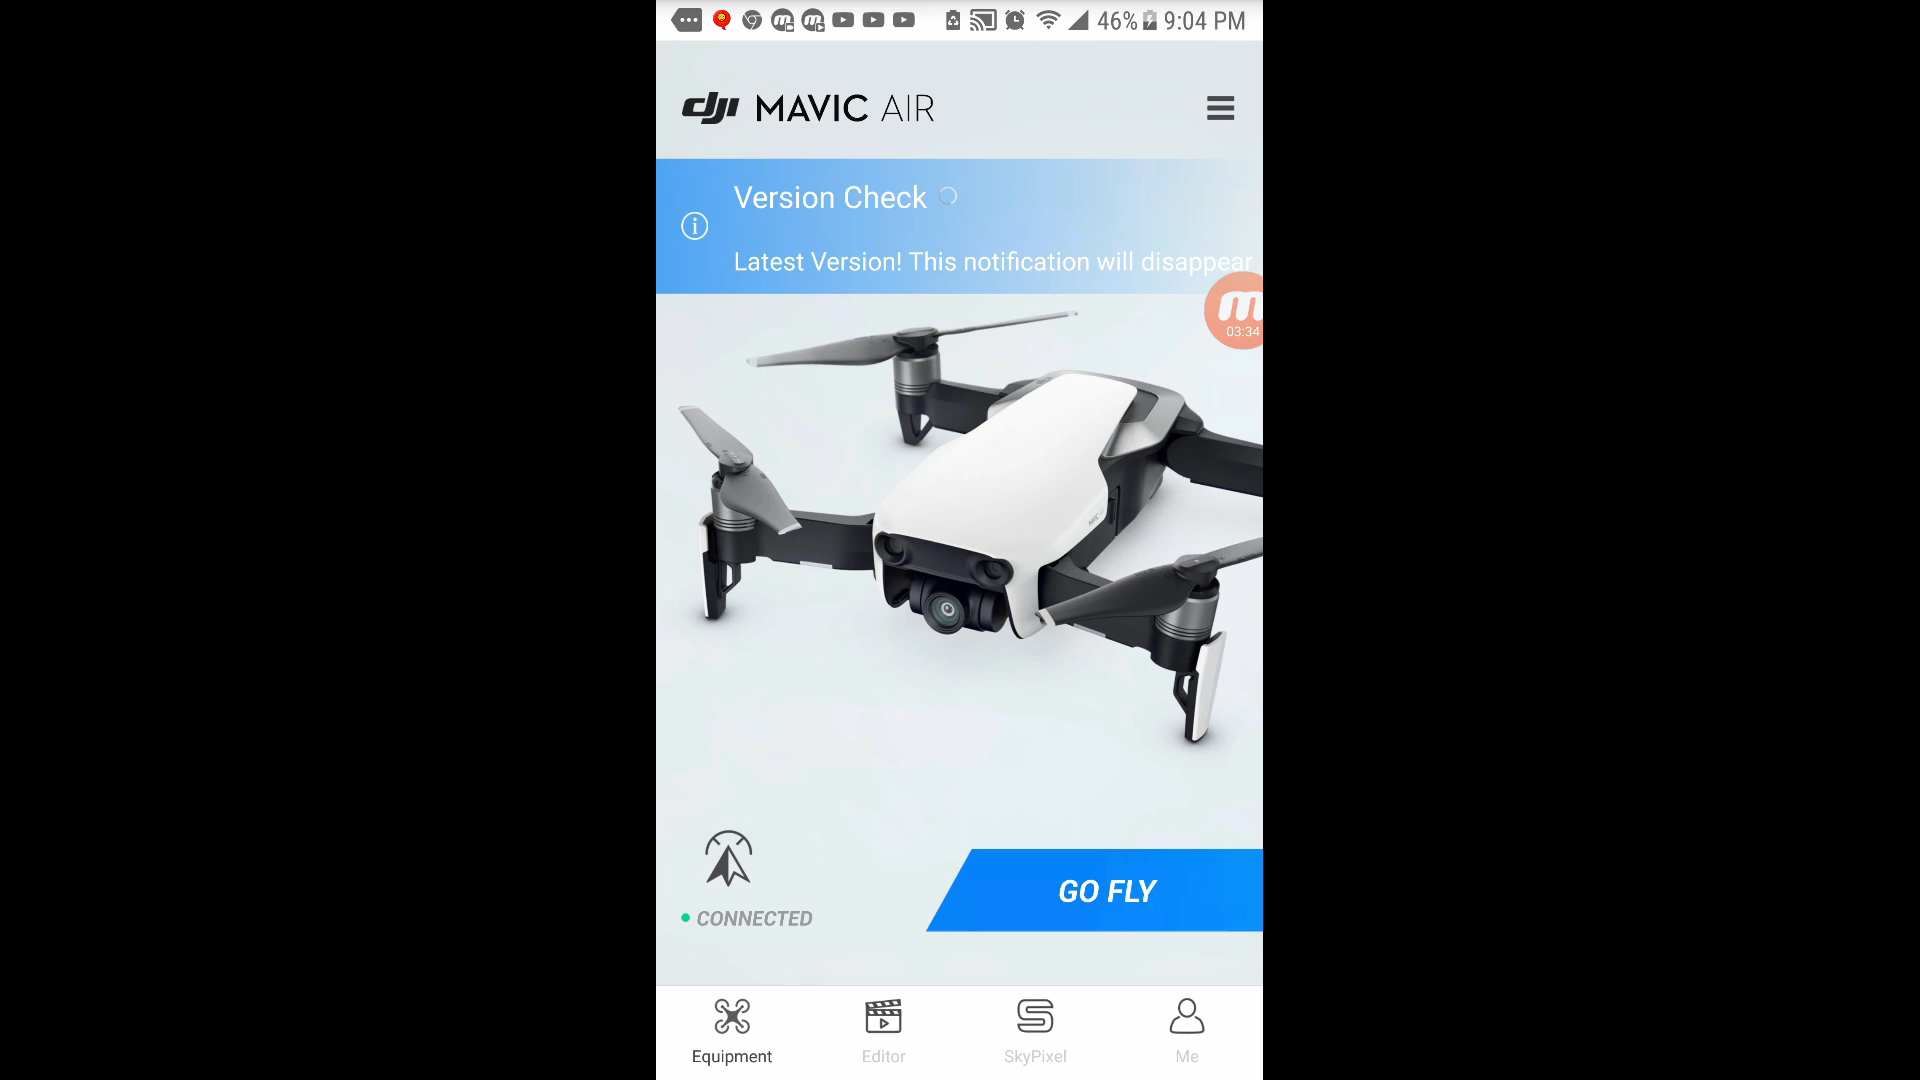 46% 9:04 PM
dji MAVIC AIR
Version Check
Latest Version! This notification will disappear
03:34
MAVIC
CONNECTED
GO FLY
Equipment
Editor
SkyPixel
Me